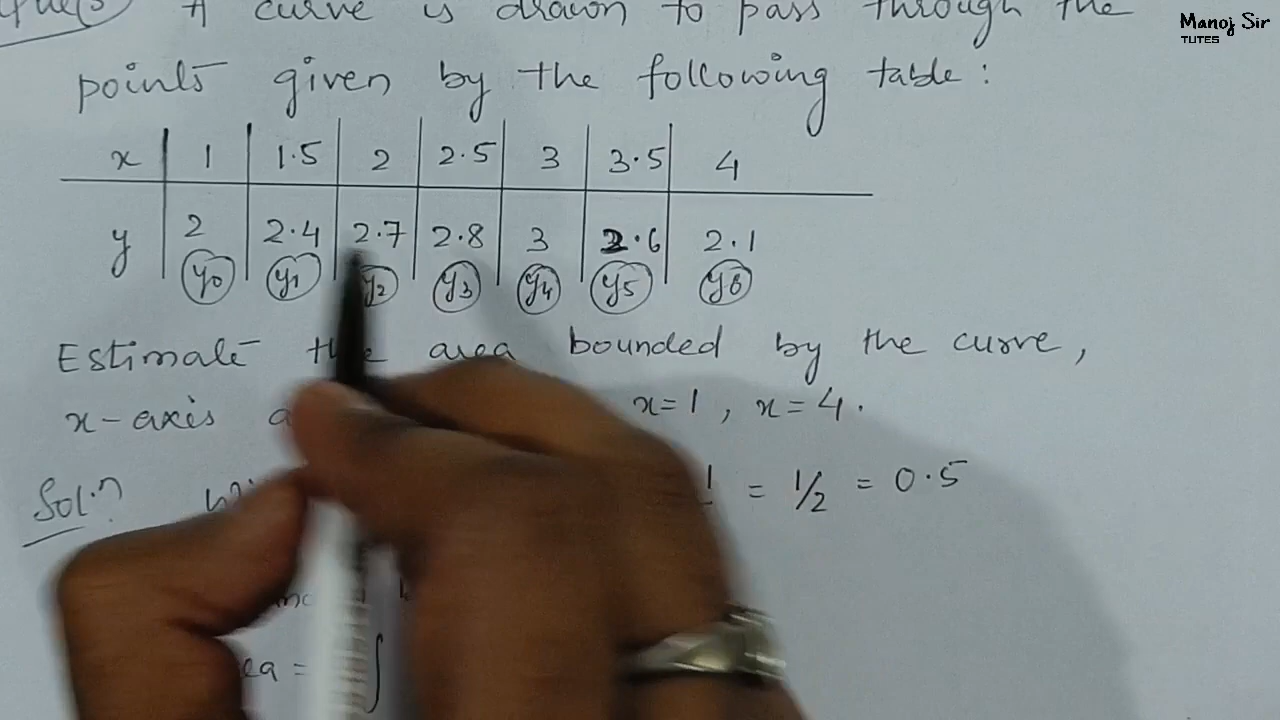 A curve is drawn to pass through the
Manoj Sir
TUTES
points given by the following table:
x 1 1.5 2 2.5 3 3.5 4
y 2 2.4 2.7 2.8 3 2.6 2.1
y0 y1 y2 y3 y4 y5 y6
Estimate the area bounded by the curve,
x-axis x=1, x=4.
Sol.n = 1/2 = 0.5
= ∫